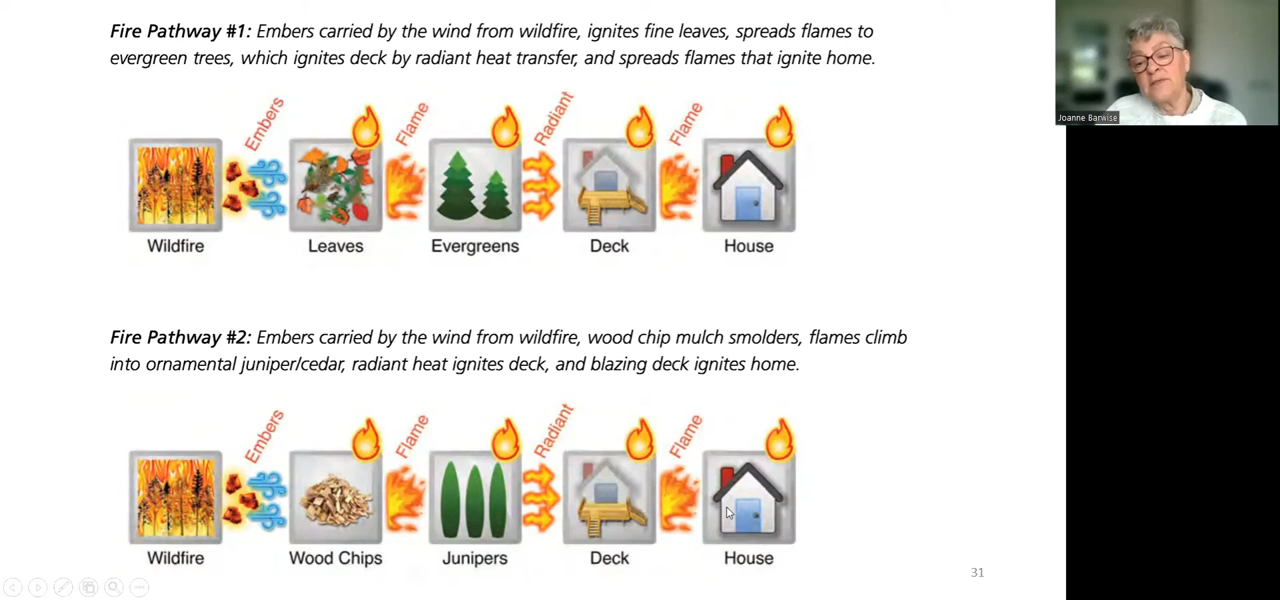 Fire Pathway #1: Embers carried by the wind from wildfire, ignites fine leaves, spreads flames to
evergreen trees, which ignites deck by radiant heat transfer, and spreads flames that ignite home.
Embers
Flame
Radiant
Flame
Wildfire
Leaves
Evergreens
Deck
House
Fire Pathway #2: Embers carried by the wind from wildfire, wood chip mulch smolders, flames climb
into ornamental juniper/cedar, radiant heat ignites deck, and blazing deck ignites home.
Embers
Flame
Radiant
Flame
Wildfire
Wood Chips
Junipers
Deck
House
31
Joanne Barwise